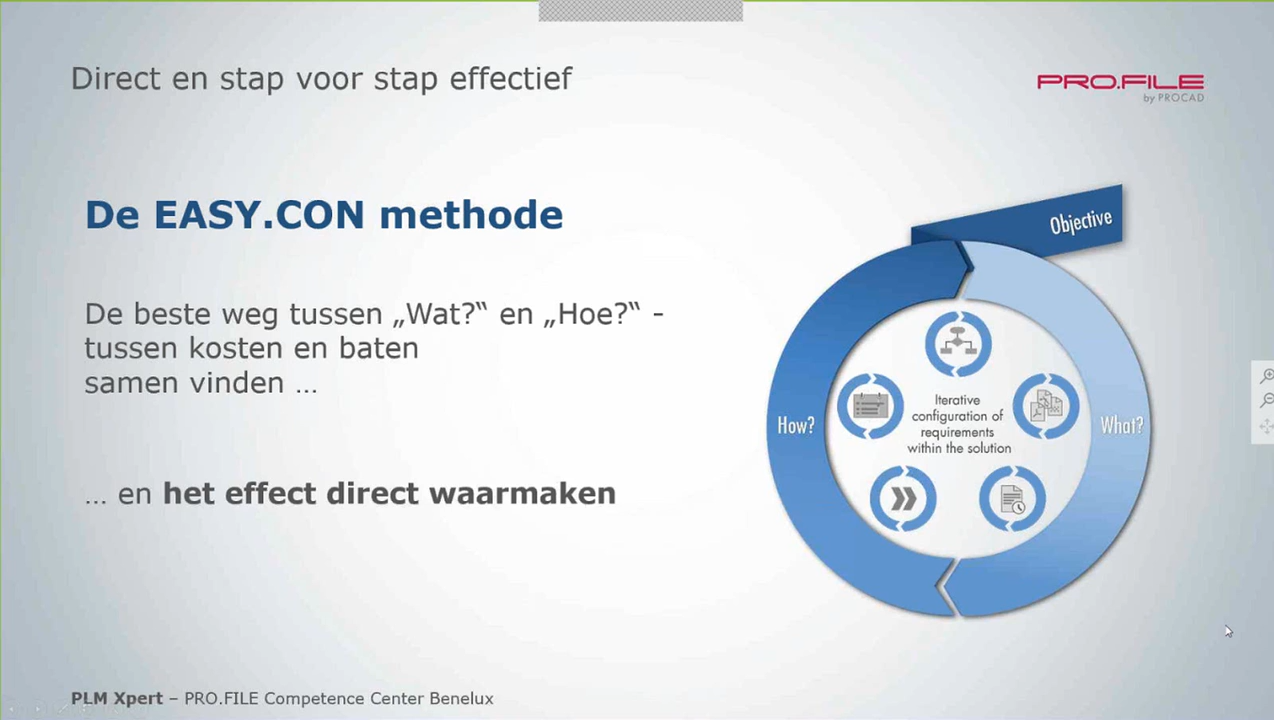 Direct en stap voor stap effectief
PRO.FILE
by PROCAD
De EASY.CON methode
De beste weg tussen „Wat?“ en „Hoe?“ -
tussen kosten en baten
samen vinden …
… en het effect direct waarmaken
Objective
How?
What?
Iterative
configuration of
requirements
within the solution
PLM Xpert – PRO.FILE Competence Center Benelux